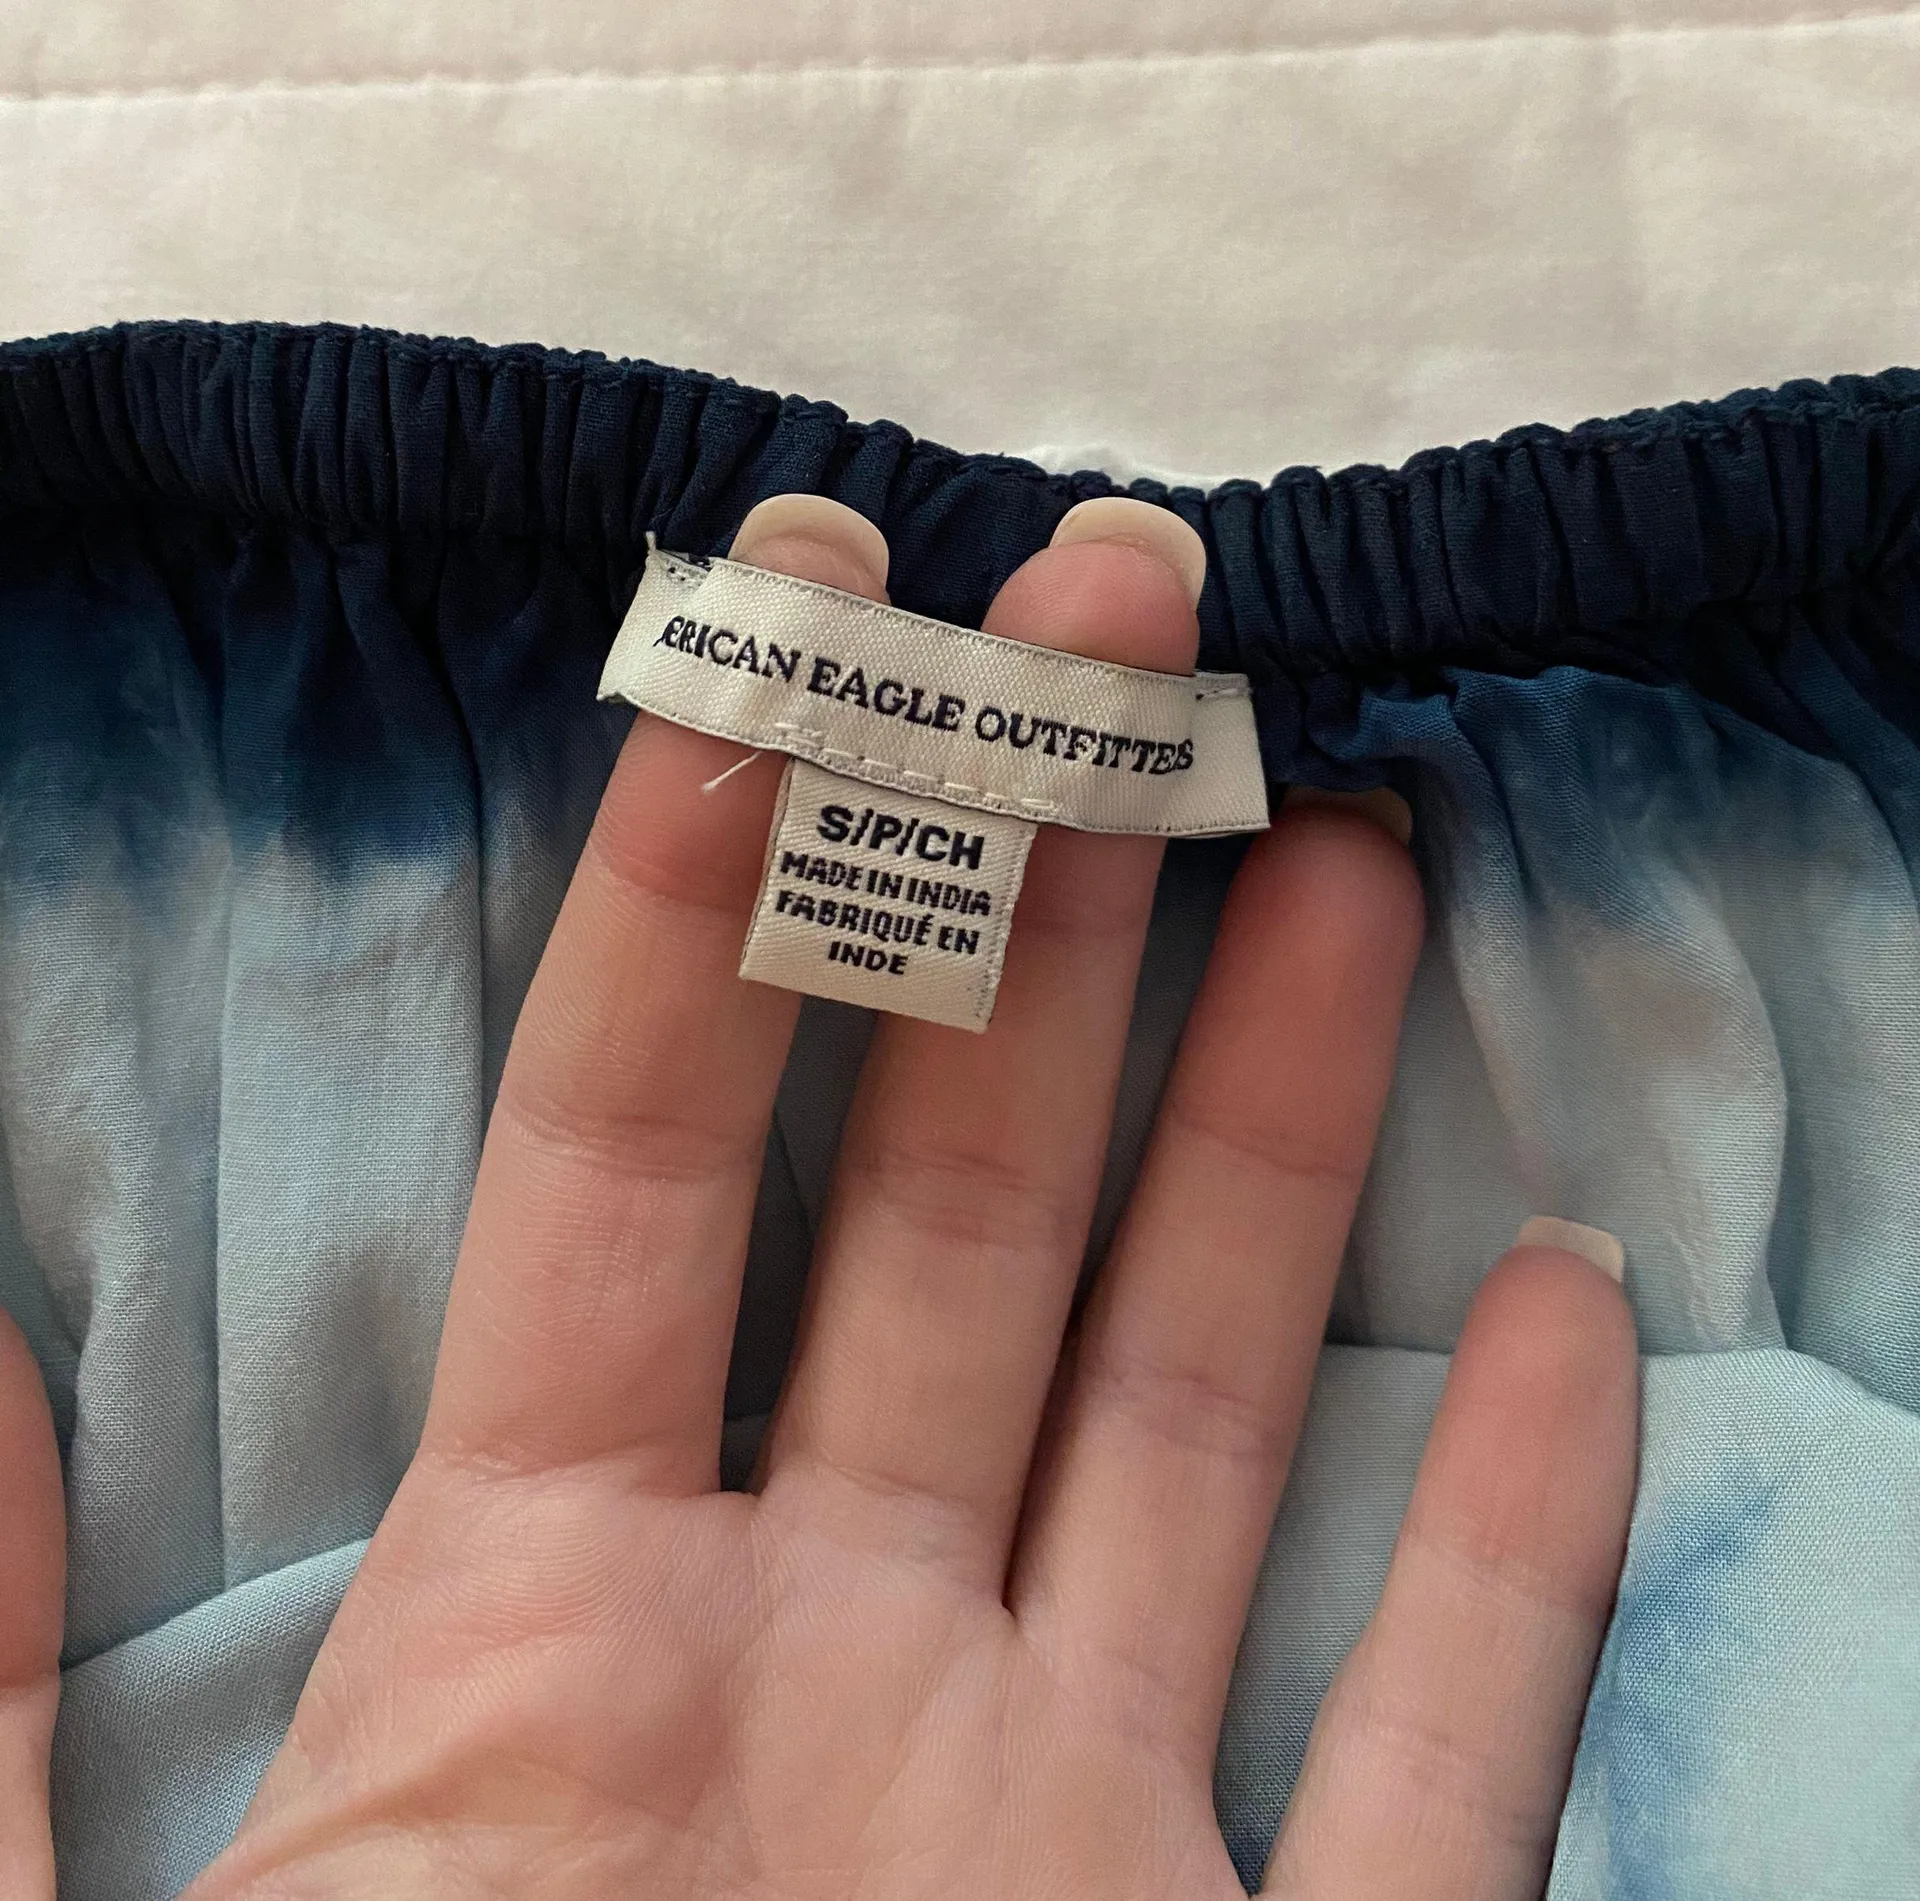 ERICAN EAGLE OUTFITTES
S/P/CH
MADE IN INDIA
FABRIQUÉ EN
INDE